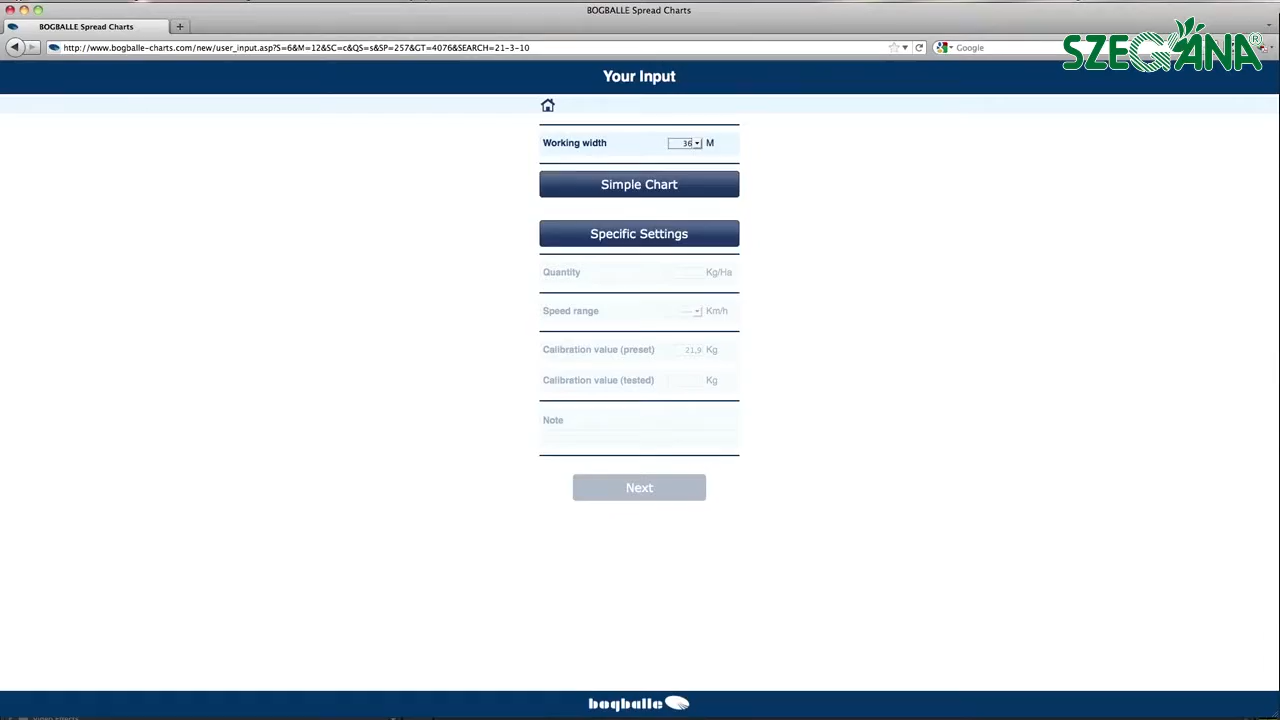 BOGBALLE Spread Charts
BOGBALLE Spread Charts
http://www.bogballe-charts.com/new/user_input.asp?S=6&M=12&SC=c&QS=s&SP=257&GT=4076&SEARCH=21-3-10
Google
SZEGÁNA®
Your Input
Working width 36 M
Simple Chart
Specific Settings
Quantity Kg/Ha
Speed range Km/h
Calibration value (preset) 21,9 Kg
Calibration value (tested) Kg
Note
Next
bogballe